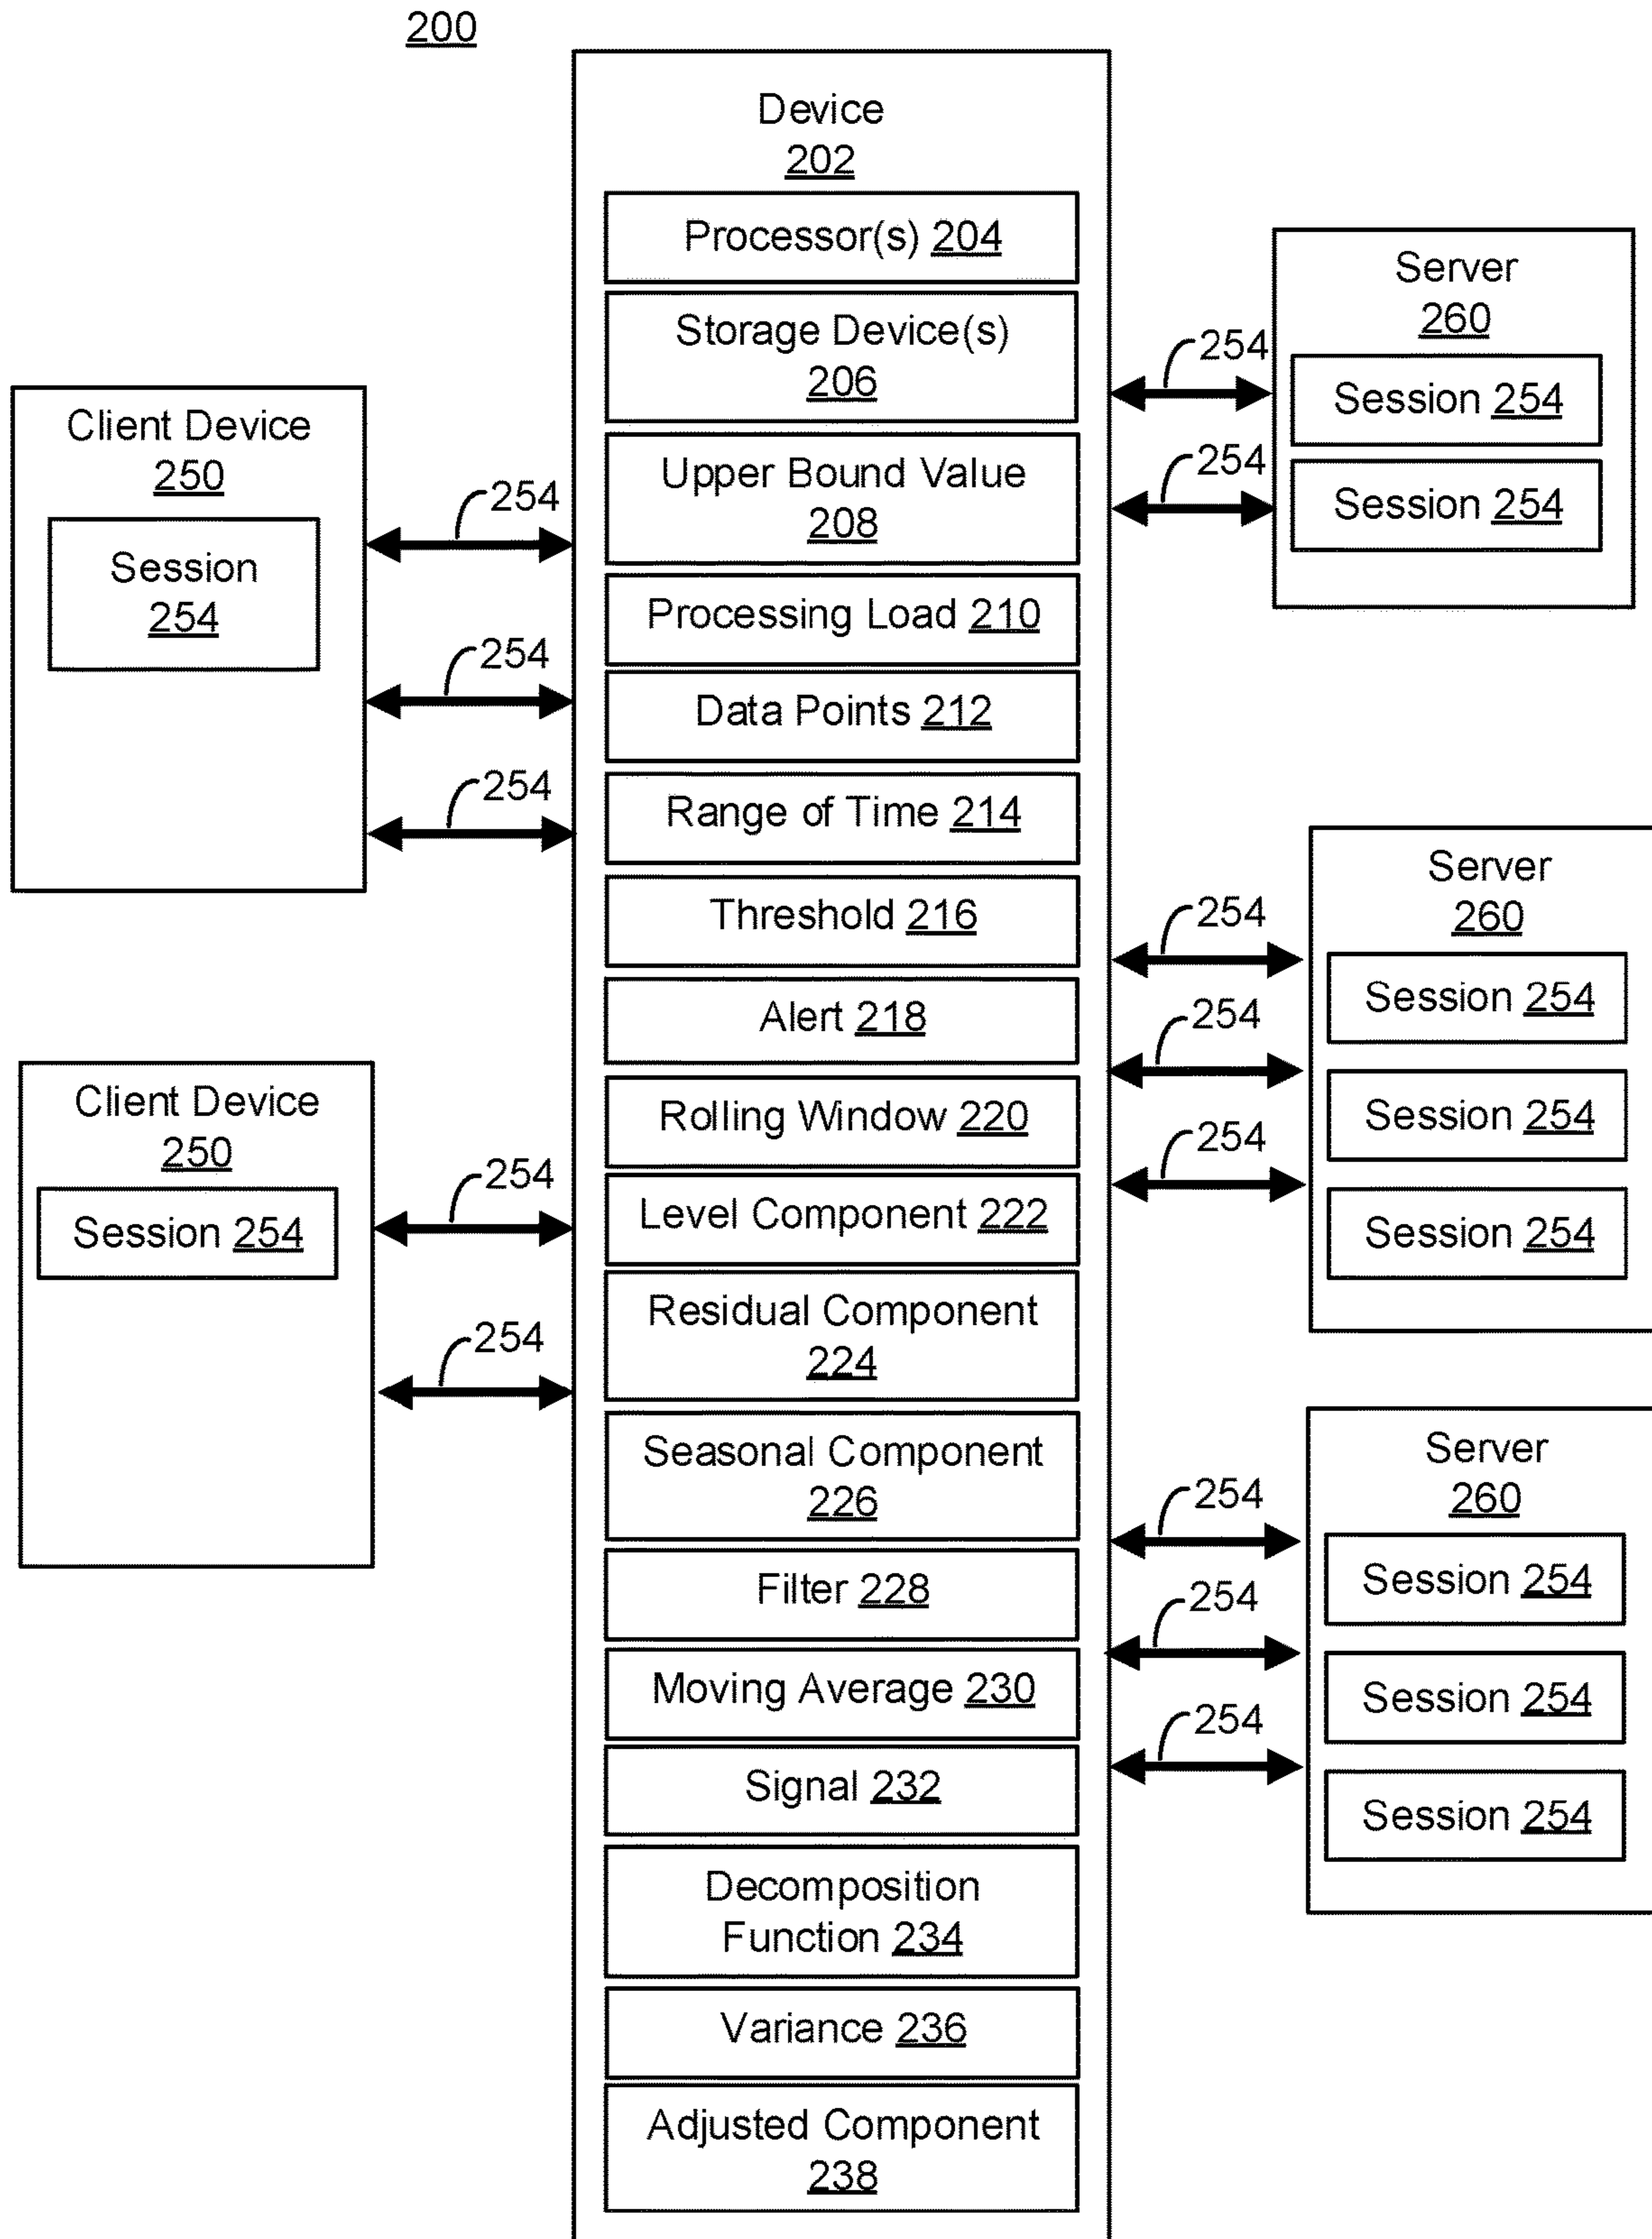 200
Device
202
Processor(s) 204
Storage Device(s)
206
Upper Bound Value
208
Processing Load 210
Data Points 212
Range of Time 214
Threshold 216
Alert 218
Rolling Window 220
Level Component 222
Residual Component
224
Seasonal Component
226
Filter 228
Moving Average 230
Signal 232
Decomposition
Function 234
Variance 236
Adjusted Component
238
Client Device
250
Session
254
254
254
254
Client Device
250
Session 254
254
254
Server
260
Session 254
Session 254
254
254
Server
260
Session 254
Session 254
Session 254
254
254
254
Server
260
Session 254
Session 254
Session 254
254
254
254